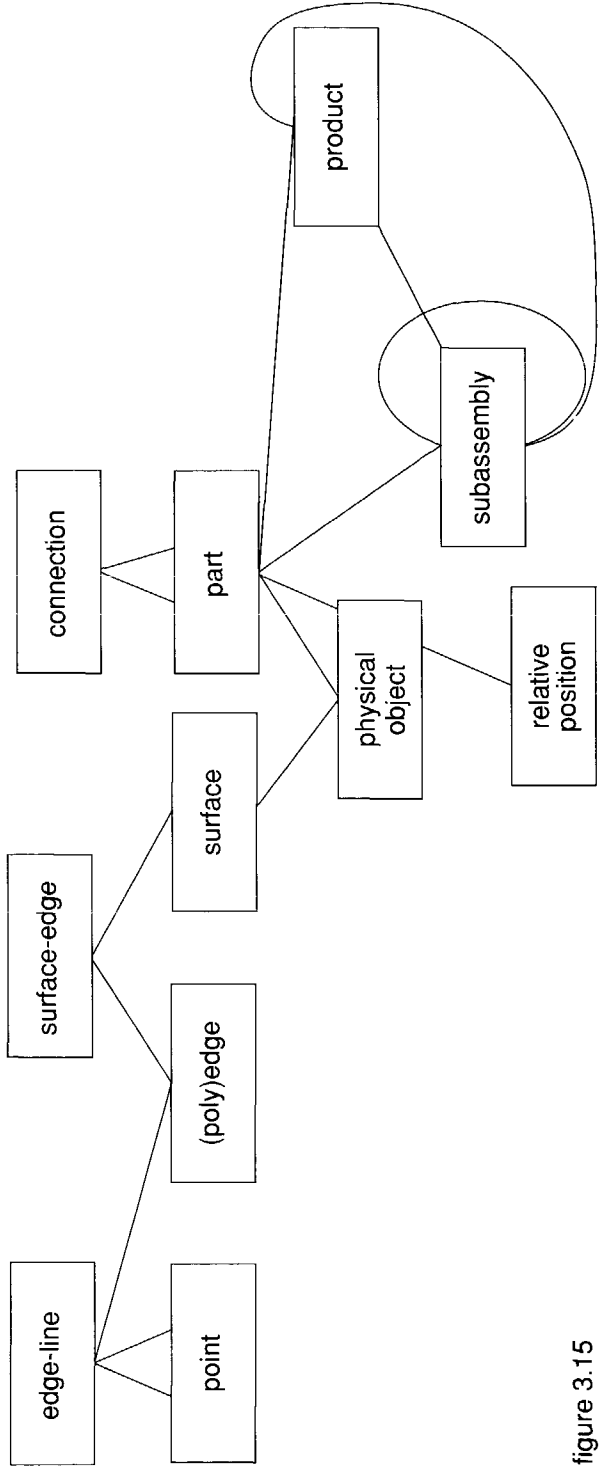 edge-line
surface-edge
connection
point
(poly)edge
surface
part
product
physical
object
subassembly
relative
position
figure 3.15